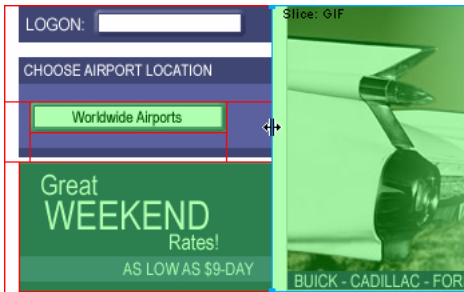 LOGON:
Slice: GIF
CHOOSE AIRPORT LOCATION
Worldwide Airports
Great
WEEKEND
Rates!
AS LOW AS $9-DAY
BUICK - CADILLAC - FOR